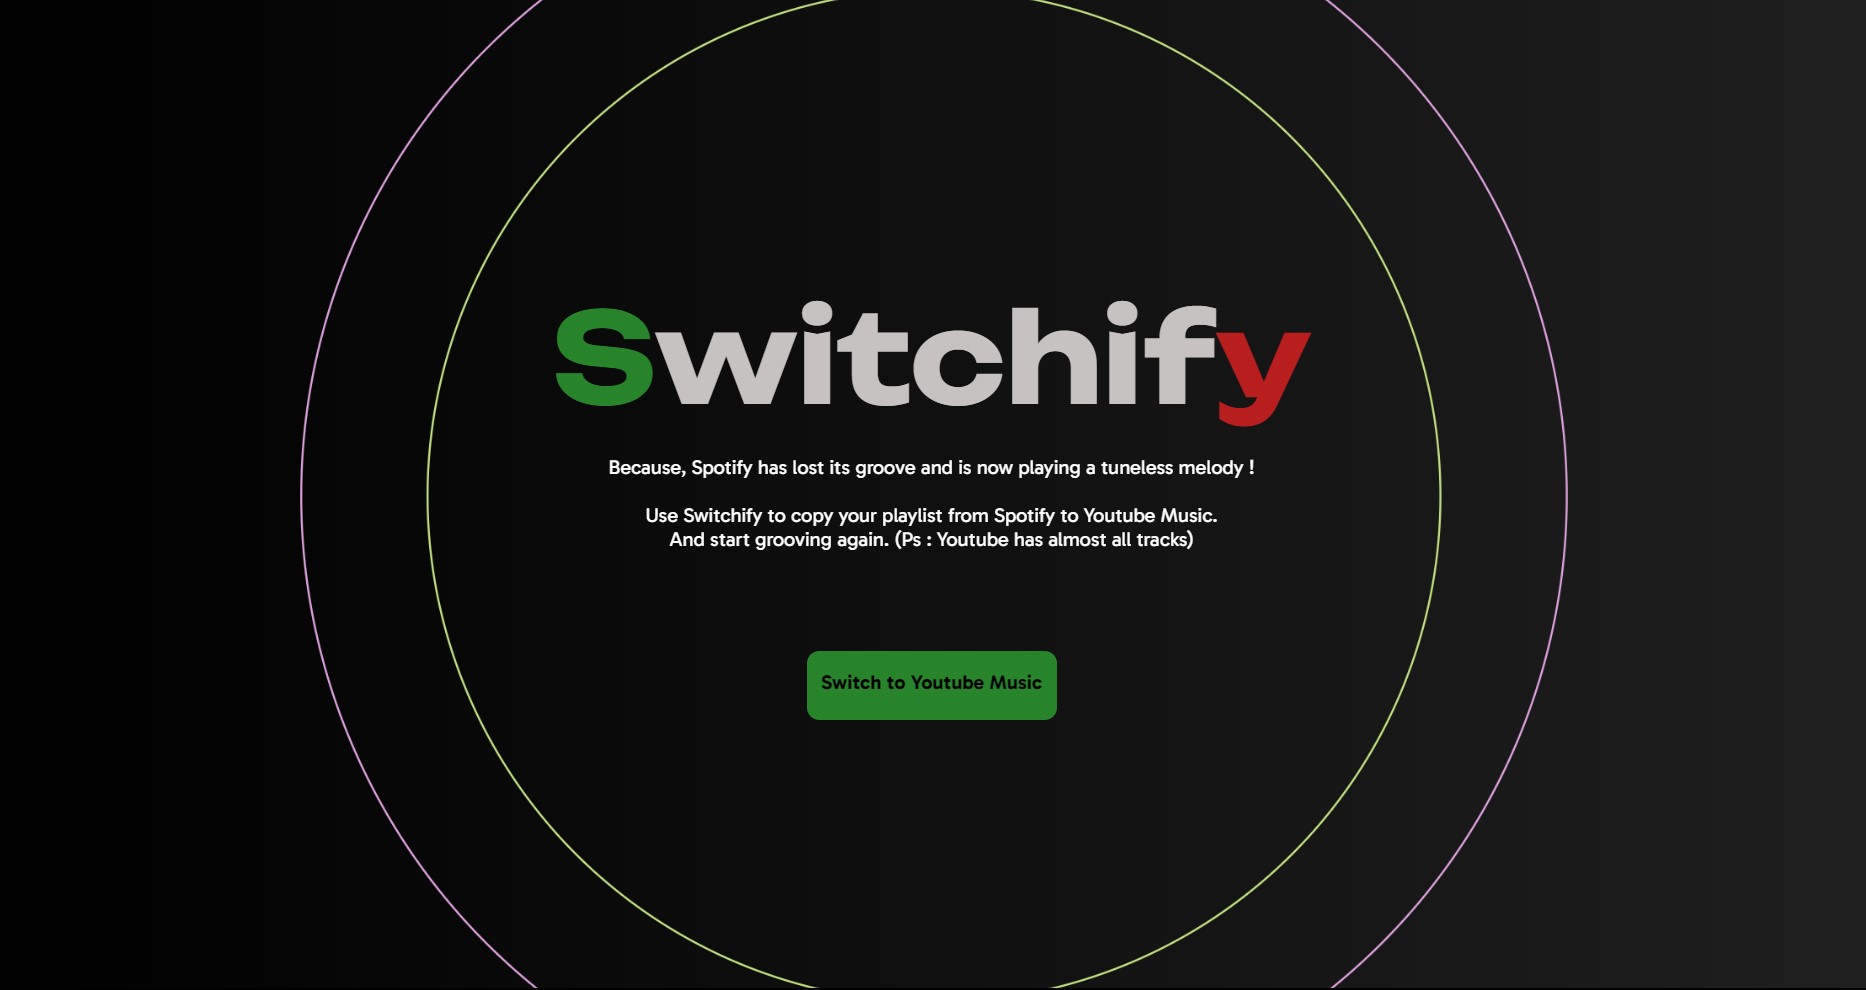 Switchify
Because, Spotify has lost its groove and is now playing a tuneless melody !
Use Switchify to copy your playlist from Spotify to Youtube Music.
And start grooving again. (Ps : Youtube has almost all tracks)
Switch to Youtube Music